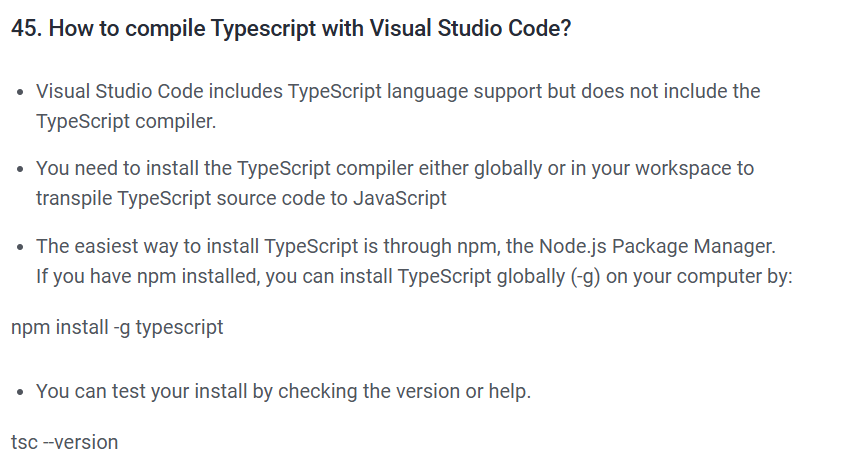 45. How to compile Typescript with Visual Studio Code?
• Visual Studio Code includes TypeScript language support but does not include the
TypeScript compiler.
• You need to install the TypeScript compiler either globally or in your workspace to
transpile TypeScript source code to JavaScript
• The easiest way to install TypeScript is through npm, the Node.js Package Manager.
If you have npm installed, you can install TypeScript globally (-g) on your computer by:
npm install -g typescript
• You can test your install by checking the version or help.
tsc --version